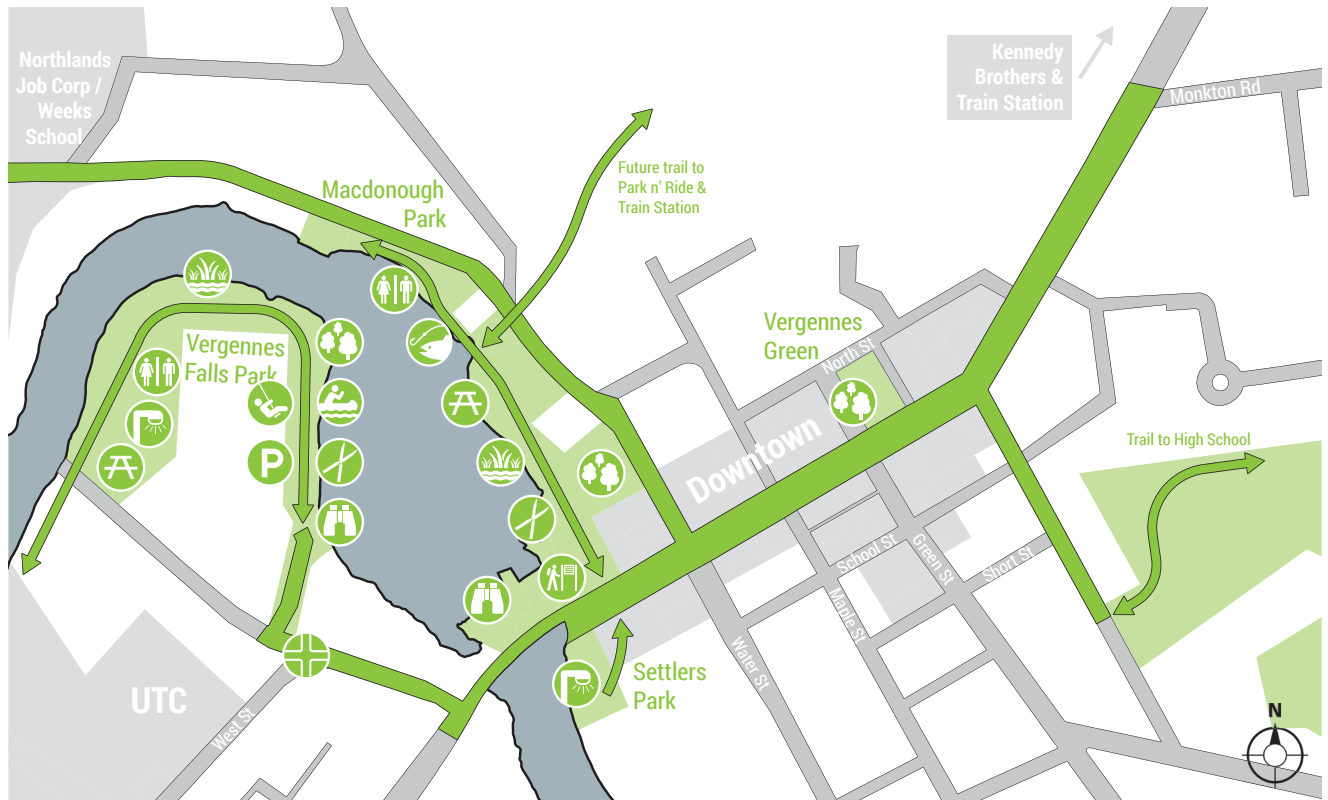 Northlands
Job Corp /
Weeks
School
Kennedy
Brothers &
Train Station
Monkton Rd
Future trail to
Park n' Ride &
Train Station
Macdonough
Park
Vergennes
Falls Park
P
Vergennes
Green
North St
Downtown
Trail to High School
School St
Green St
Short St
Maple St
Water St
Settlers
Park
UTC
West St
N